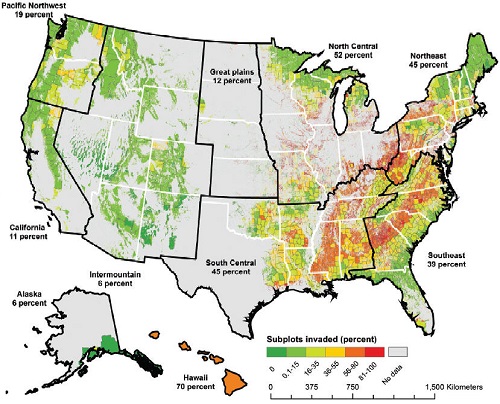 Pacific Northwest
19 percent
North Central
52 percent
Northeast
45 percent
Great plains
12 percent
California
11 percent
South Central
45 percent
Southeast
39 percent
Intermountain
6 percent
Alaska
6 percent
Hawaii
70 percent
Subplots invaded (percent)
0
0.1-15
16-35
36-55
56-80
81-100
No data
0 375 750 1,500 Kilometers